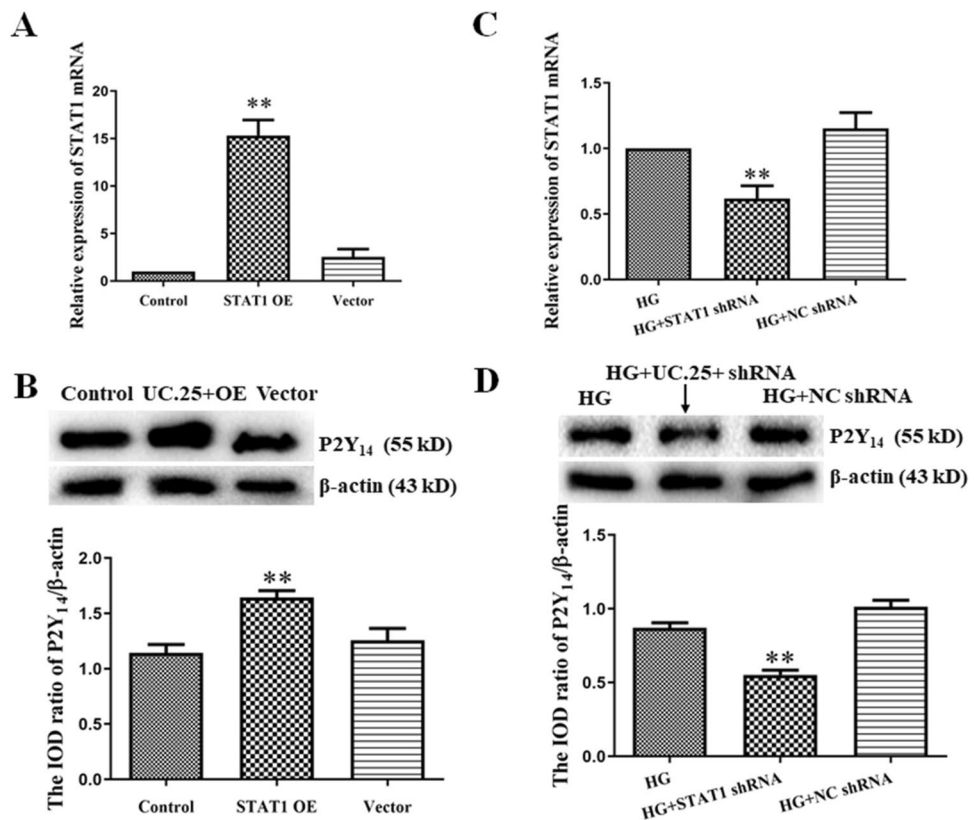 A
Relative expression of STAT1 mRNA
20
15
10
5
0
**
Control
STAT1 OE
Vector
C
Relative expression of STAT1 mRNA
1.5
1.0
0.5
0.0
**
HG
HG+STAT1 shRNA
HG+NC shRNA
B
Control UC.25+OE Vector
P2Y14 (55 kD)
β-actin (43 kD)
The IOD ratio of P2Y14/β-actin
2.0
1.5
1.0
0.5
0.0
**
Control
STAT1 OE
Vector
D
HG+UC.25+ shRNA
HG
HG+NC shRNA
P2Y14 (55 kD)
β-actin (43 kD)
The IOD ratio of P2Y14/β-actin
1.5
1.0
0.5
0.0
**
HG
HG+STAT1 shRNA
HG+NC shRNA